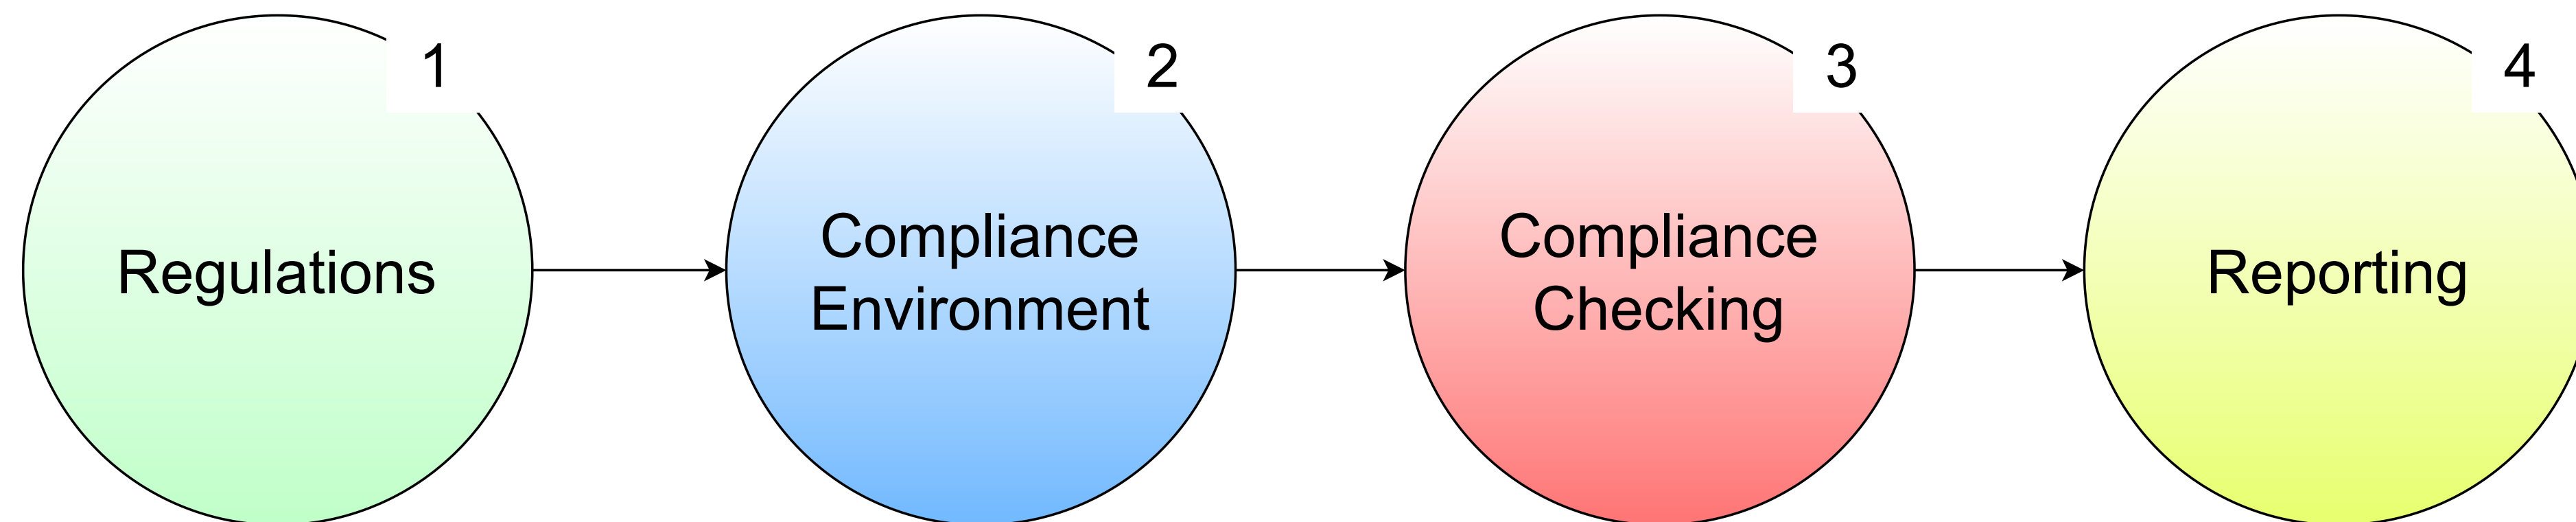 1
Regulations
2
Compliance
Environment
3
Compliance
Checking
4
Reporting